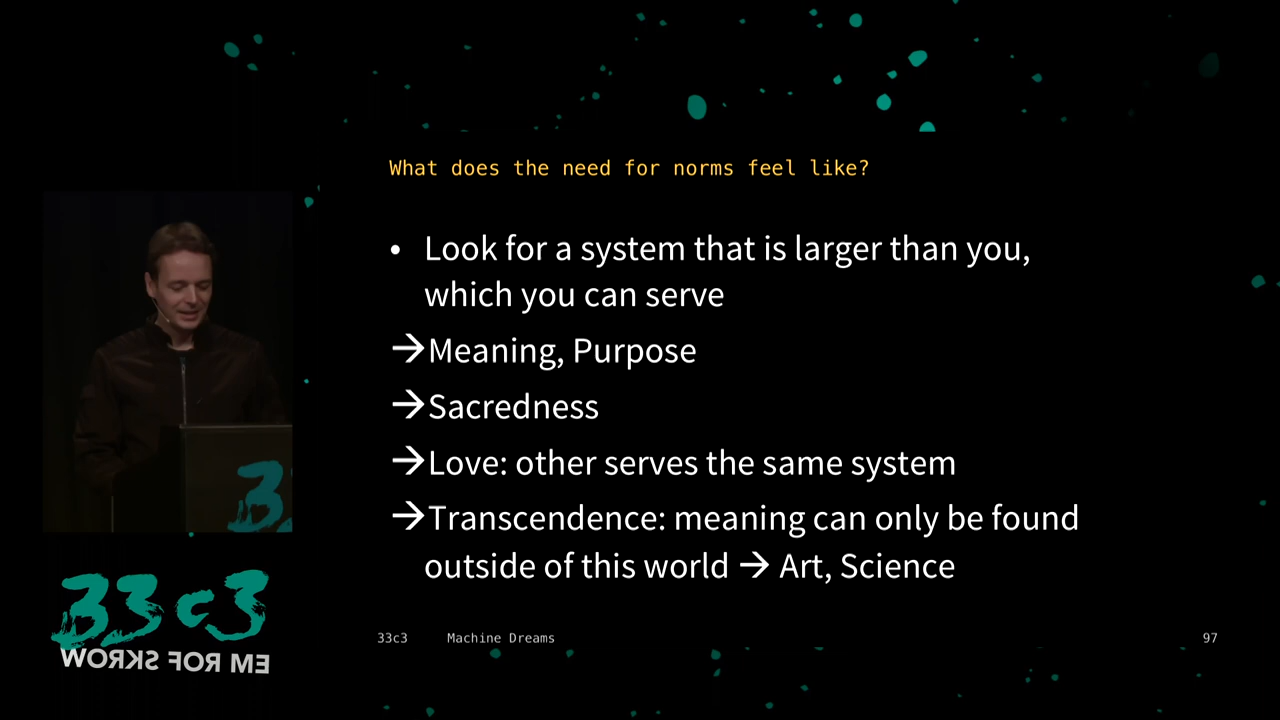 What does the need for norms feel like?
• Look for a system that is larger than you,
which you can serve
→Meaning, Purpose
→Sacredness
→Love: other serves the same system
→Transcendence: meaning can only be found
outside of this world → Art, Science
33
33c3
WORKS FOR ME
33c3 Machine Dreams 97